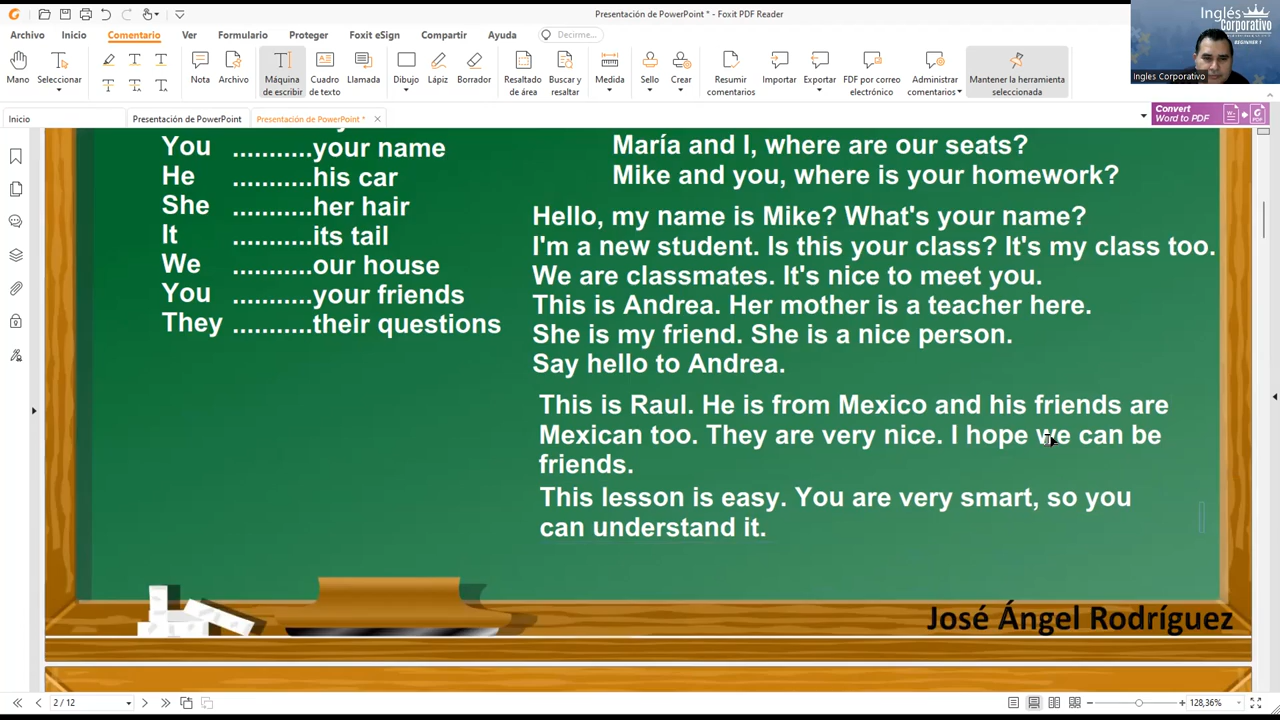 Presentación de PowerPoint * - Foxit PDF Reader
Archivo Inicio Comentario Ver Formulario Proteger Foxit eSign Compartir Ayuda Decirme...
Mano Seleccionar Nota Archivo Máquina de escribir Cuadro de texto Llamada Dibujo Lápiz Borrador Resaltado de área Buscar y resaltar Medida Sello Crear Resumir comentarios Importar Exportar PDF por correo electrónico Administrar comentarios Mantener la herramienta seleccionada
Inglés
Corporativo
BEGINNER 1
Ingles Corporativo
Inicio Presentación de PowerPoint Presentación de PowerPoint *
Convert
Word to PDF
You ...........your name
He ...........his car
She ...........her hair
It ...........its tail
We ...........our house
You ...........your friends
They ...........their questions
María and I, where are our seats?
Mike and you, where is your homework?
Hello, my name is Mike? What's your name?
I'm a new student. Is this your class? It's my class too.
We are classmates. It's nice to meet you.
This is Andrea. Her mother is a teacher here.
She is my friend. She is a nice person.
Say hello to Andrea.
This is Raul. He is from Mexico and his friends are
Mexican too. They are very nice. I hope we can be
friends.
This lesson is easy. You are very smart, so you
can understand it.
José Ángel Rodríguez
2 / 12
128,36%